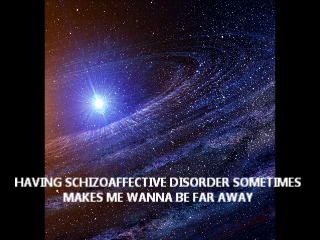 HAVING SCHIZOAFFECTIVE DISORDER SOMETIMES
MAKES ME WANNA BE FAR AWAY